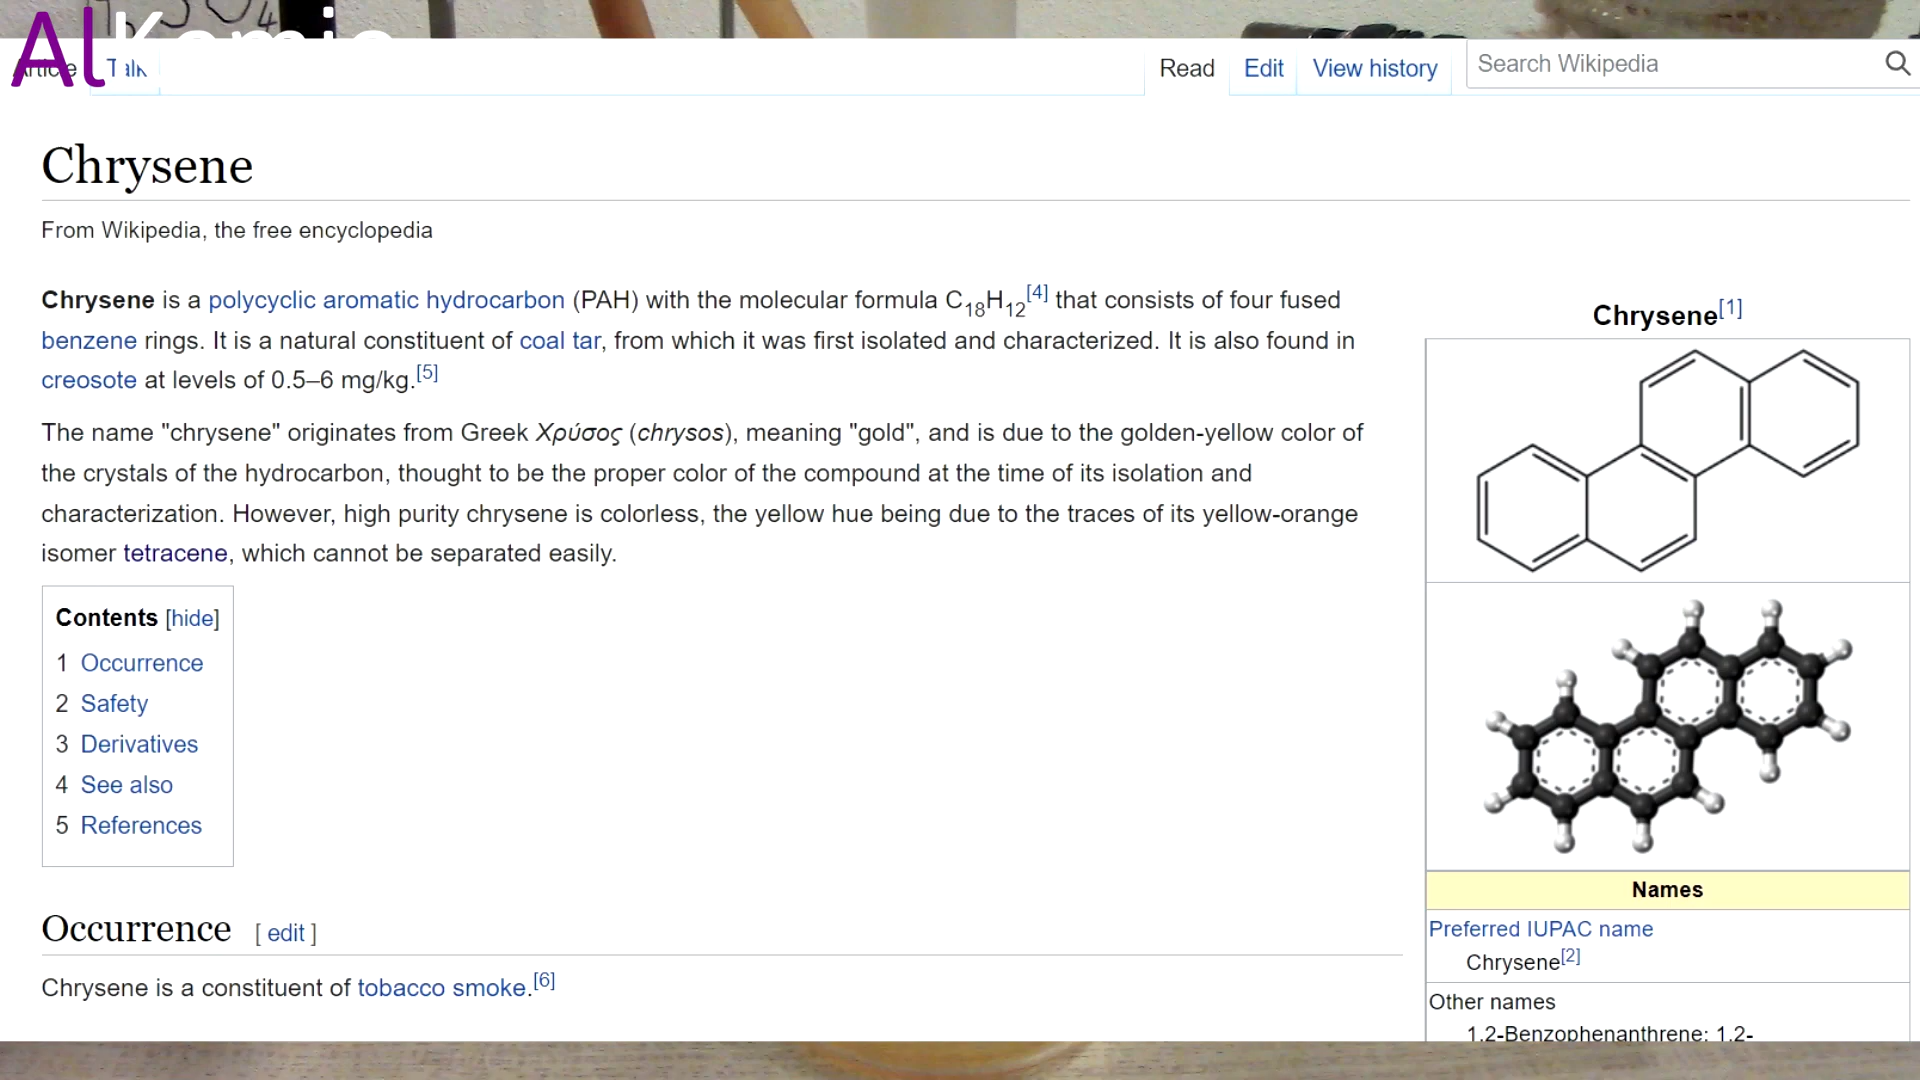 AlKemio
Article Talk
Read Edit View history Search Wikipedia
Chrysene
From Wikipedia, the free encyclopedia
Chrysene is a polycyclic aromatic hydrocarbon (PAH) with the molecular formula C18H12[4] that consists of four fused
benzene rings. It is a natural constituent of coal tar, from which it was first isolated and characterized. It is also found in
creosote at levels of 0.5–6 mg/kg.[5]
The name "chrysene" originates from Greek Χρύσος (chrysos), meaning "gold", and is due to the golden-yellow color of
the crystals of the hydrocarbon, thought to be the proper color of the compound at the time of its isolation and
characterization. However, high purity chrysene is colorless, the yellow hue being due to the traces of its yellow-orange
isomer tetracene, which cannot be separated easily.
Contents [hide]
1 Occurrence
2 Safety
3 Derivatives
4 See also
5 References
Occurrence [ edit ]
Chrysene is a constituent of tobacco smoke.[6]
Chrysene[1]
Names
Preferred IUPAC name
Chrysene[2]
Other names
1,2-Benzophenanthrene; 1,2-